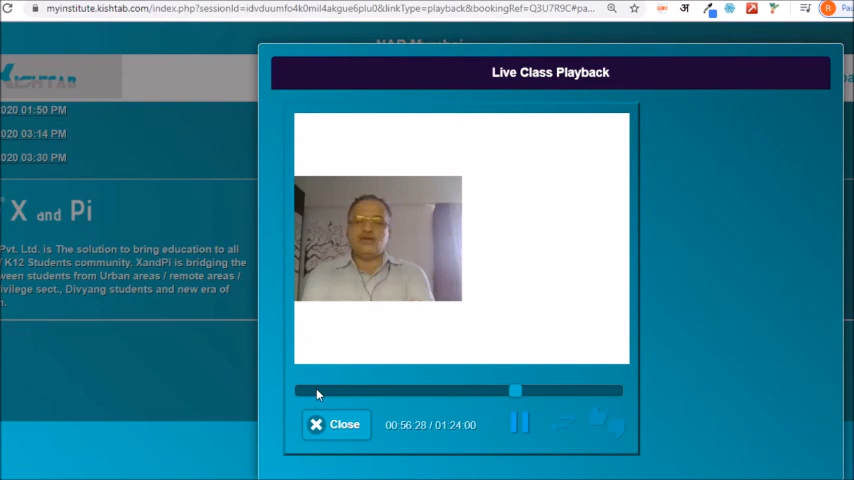 myinstitute.kishtab.com/index.php?sessionId=idvduumfo4k0mil4akgue6plu0&linkType=playback&bookingRef=Q3U7R9C#pa
अ
R
Pau
Live Class Playback
KISHTAB
2020 01:50 PM
2020 03:14 PM
2020 03:30 PM
X and Pi
Pvt. Ltd. is The solution to bring education to all
f K12 Students community. XandPi is bridging the
ween students from Urban areas / remote areas /
ivilege sect., Divyang students and new era of
n.
Close
00:56:28 / 01:24:00